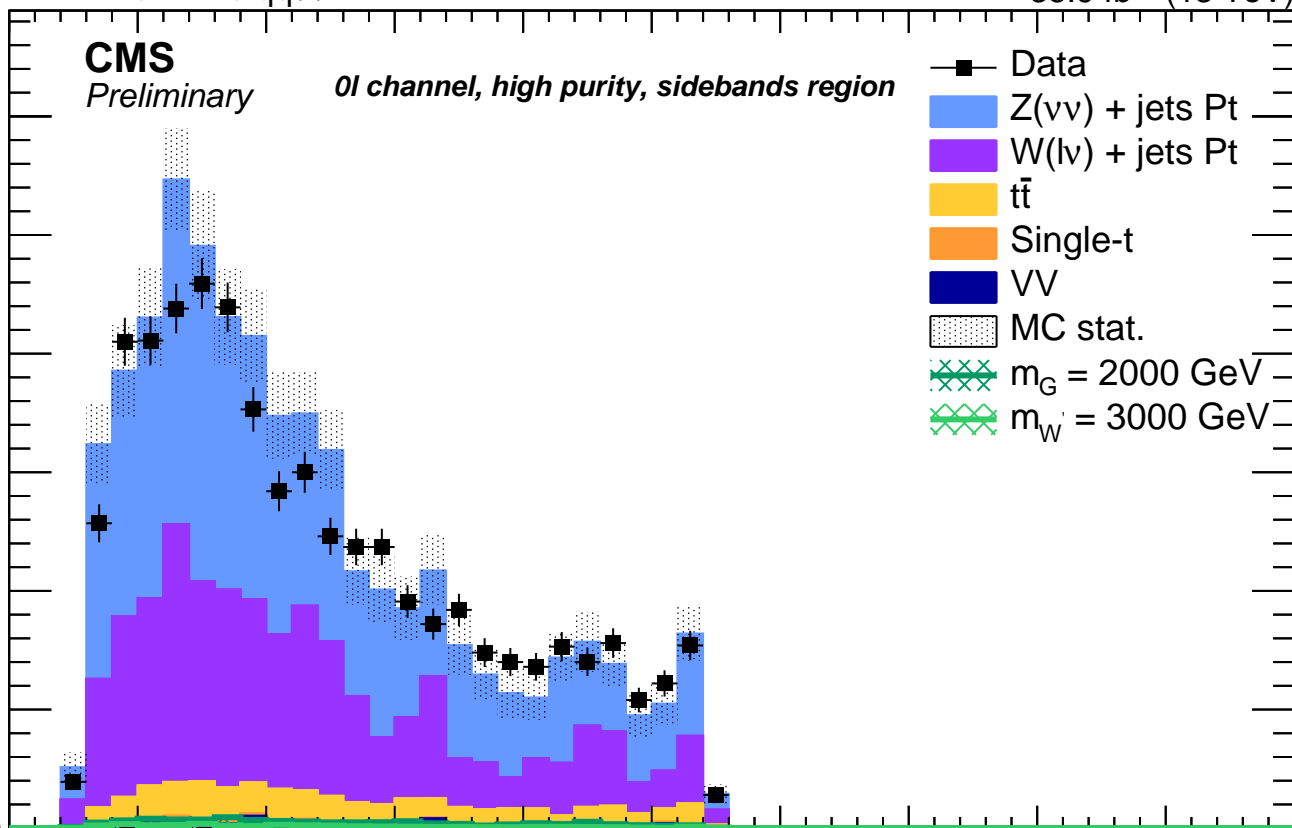 CMS
Preliminary
0l channel, high purity, sidebands region
Data
Z(νν) + jets Pt
W(lν) + jets Pt
tt̄
Single-t
VV
MC stat.
m_G = 2000 GeV
m_W' = 3000 GeV